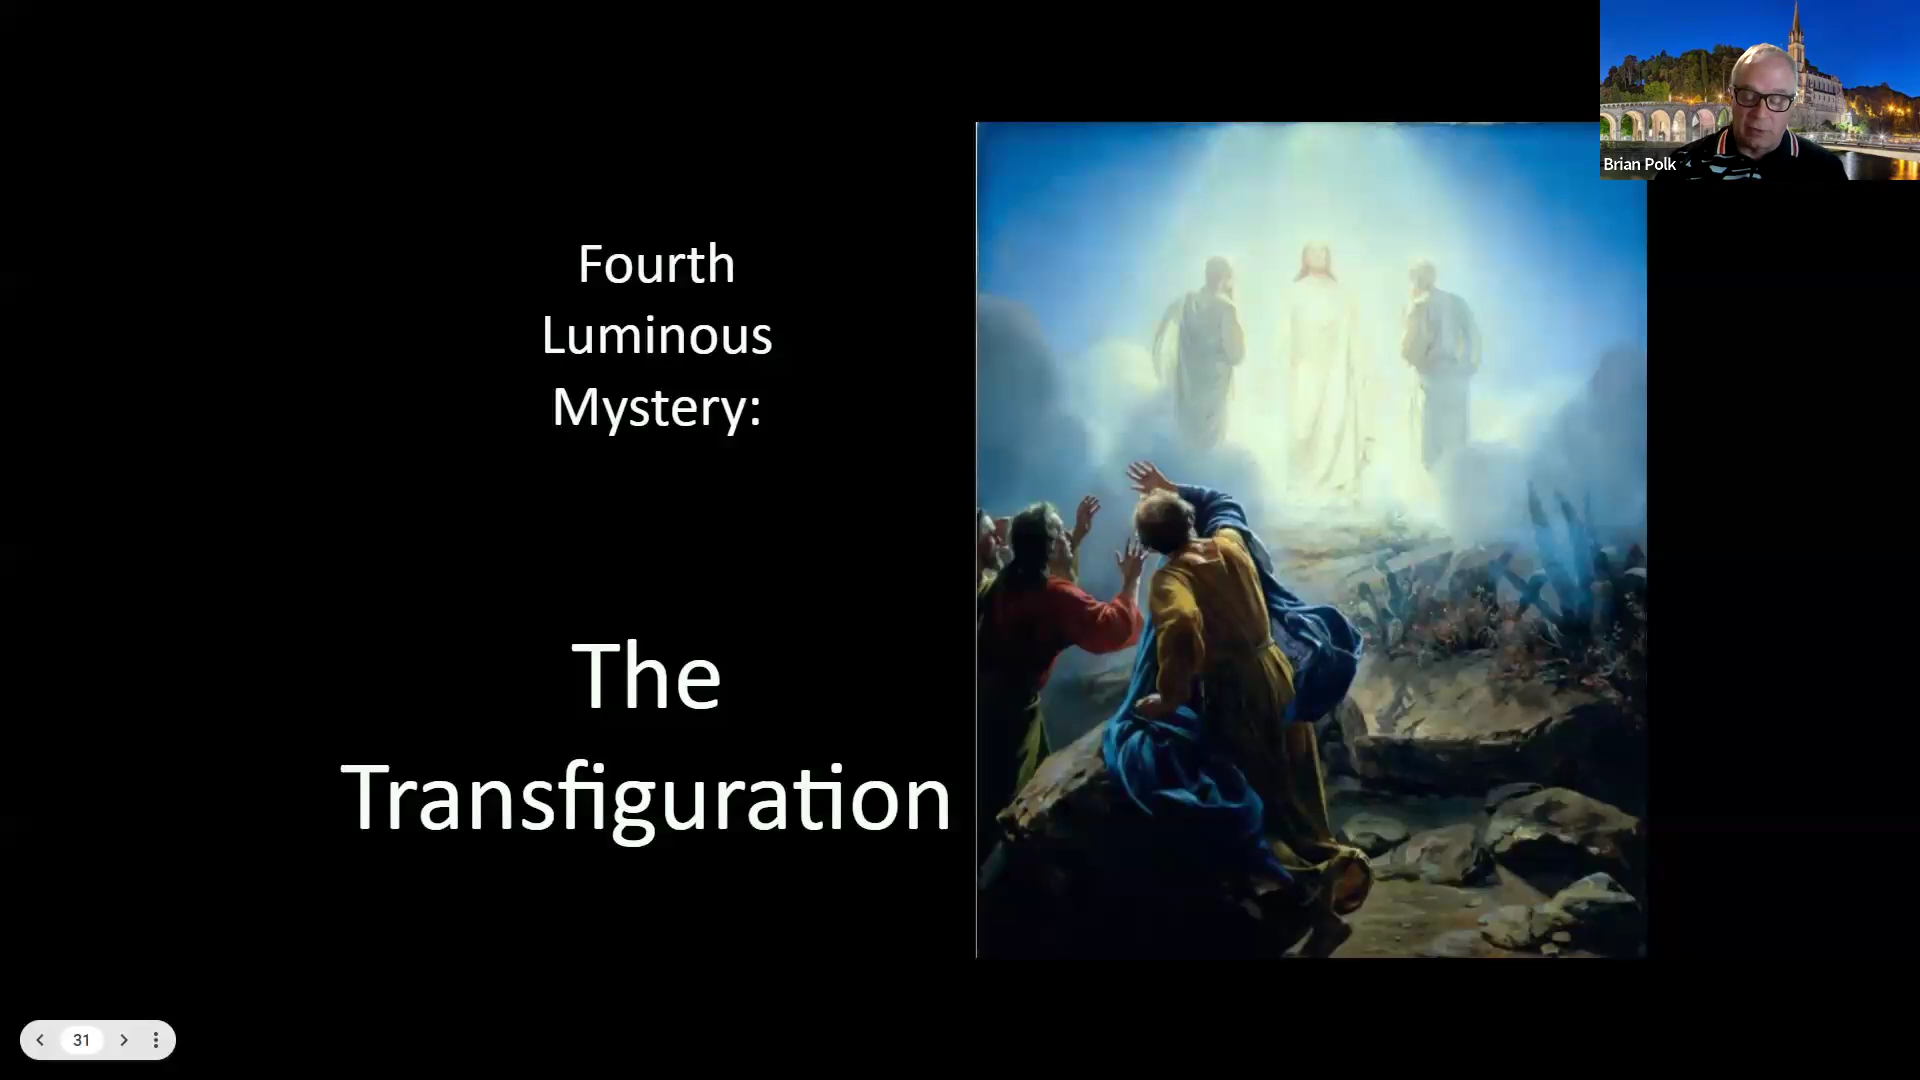 Fourth
Luminous
Mystery:
The
Transfiguration
Brian Polk
31